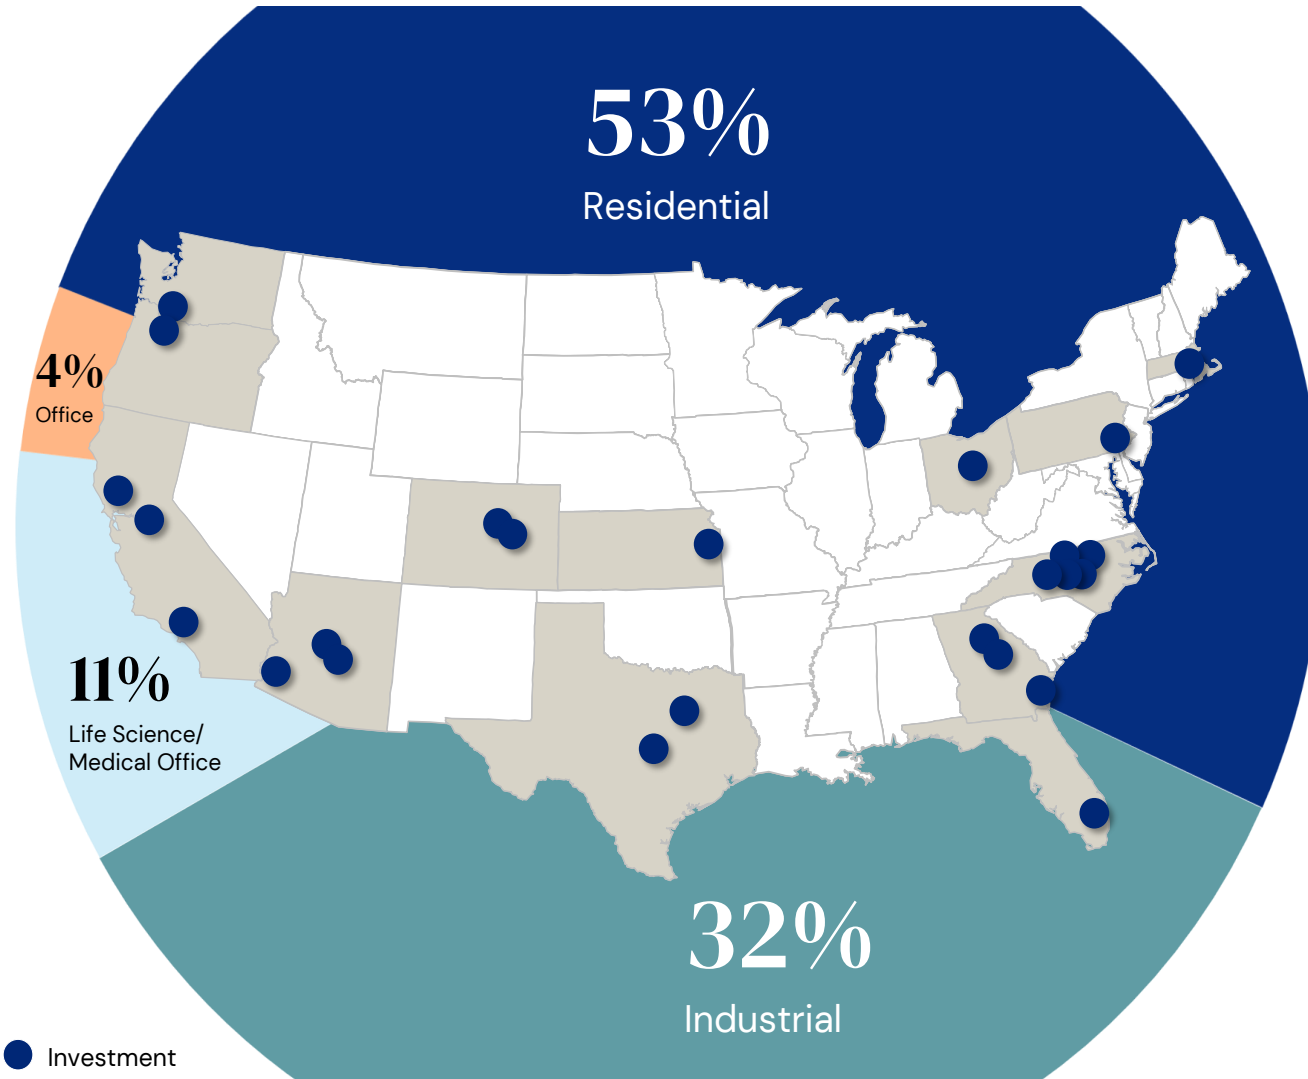 53%
Residential
4%
Office
11%
Life Science/
Medical Office
32%
Industrial
Investment